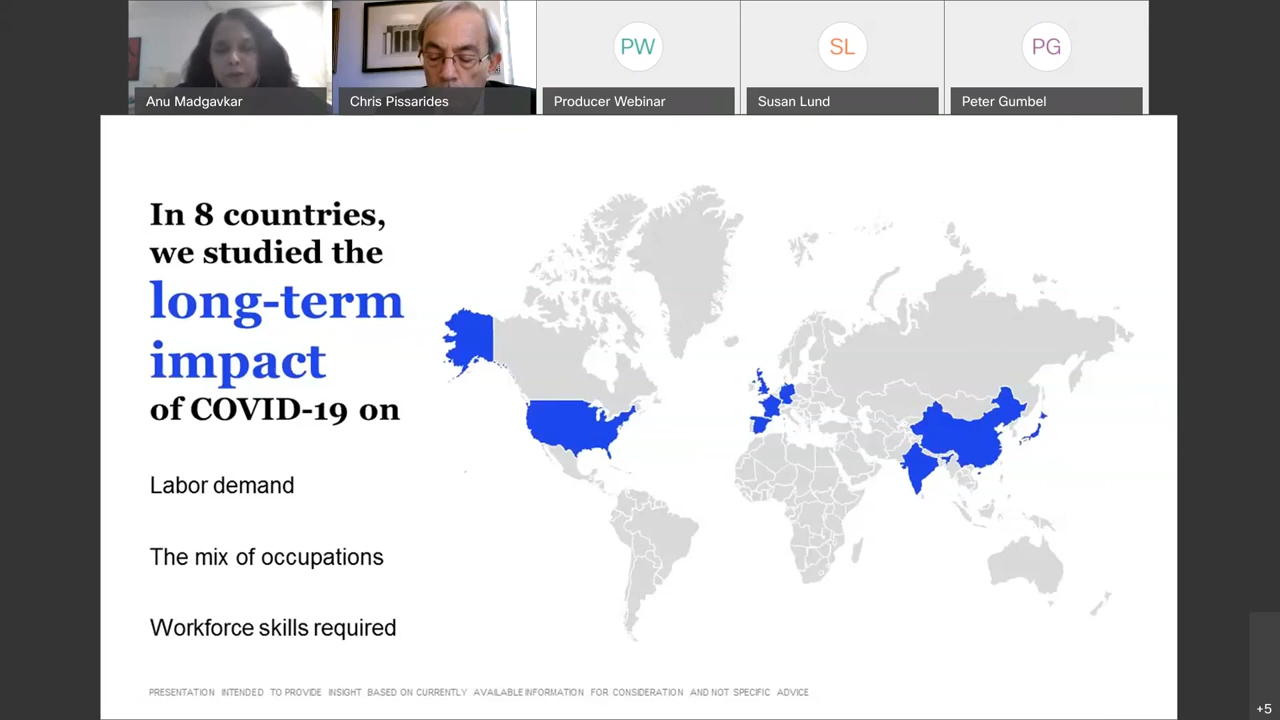 PW
SL
PG
Anu Madgavkar
Chris Pissarides
Producer Webinar
Susan Lund
Peter Gumbel
In 8 countries,
we studied the
long-term
impact
of COVID-19 on
Labor demand
The mix of occupations
Workforce skills required
PRESENTATION INTENDED TO PROVIDE INSIGHT BASED ON CURRENTLY AVAILABLE INFORMATION FOR CONSIDERATION AND NOT SPECIFIC ADVICE
+5